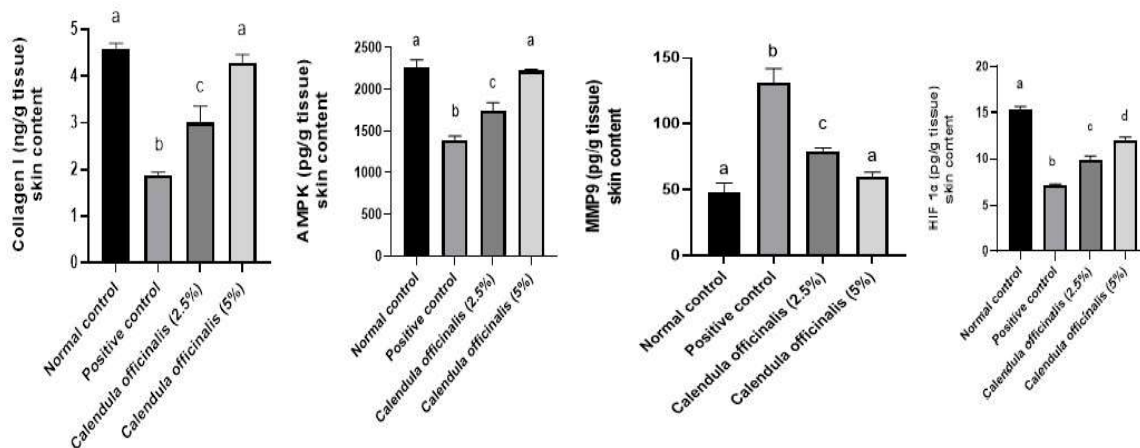 Collagen I (ng/g tissue)
skin content
5
4
3
2
1
0
a
b
c
a
Normal control
Positive control
Calendula officinalis (2.5%)
Calendula officinalis (5%)
AMPK (pg/g tissue)
skin content
2500
2000
1500
1000
500
0
a
b
c
a
Normal control
Positive control
Calendula officinalis (2.5%)
Calendula officinalis (5%)
MMP9 (pg/g tissue)
skin content
150
100
50
0
a
b
c
a
Normal control
Positive control
Calendula officinalis (2.5%)
Calendula officinalis (5%)
HIF 1α (pg/g tissue)
skin content
20
15
10
5
0
a
b
c
d
Normal control
Positive control
Calendula officinalis (2.5%)
Calendula officinalis (5%)